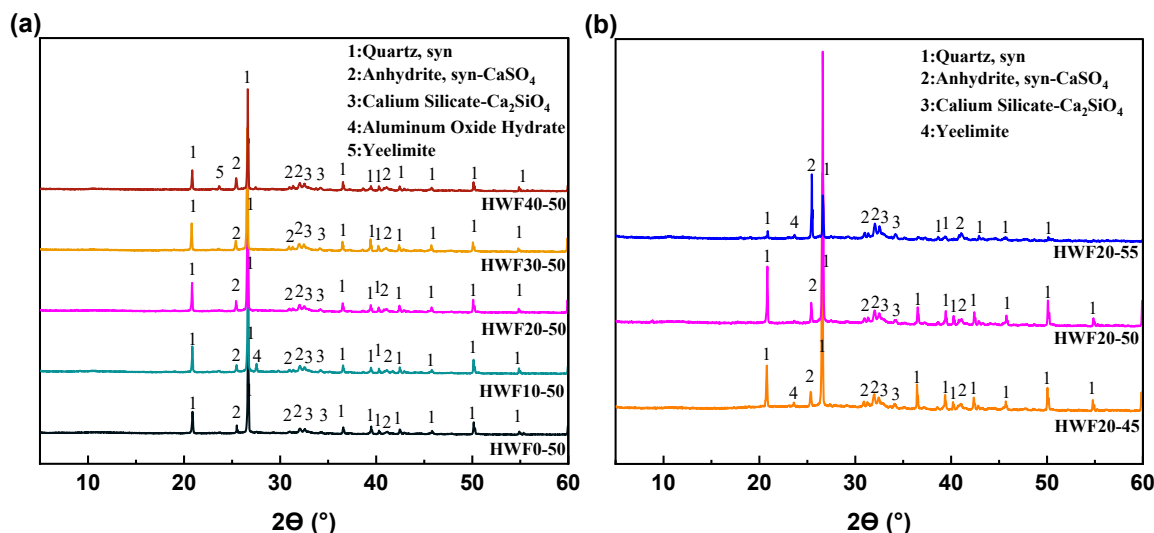 (a)
1:Quartz, syn
2:Anhydrite, syn-CaSO₄
3:Calium Silicate-Ca₂SiO₄
4:Aluminum Oxide Hydrate
5:Yeelimite
1 5 2 1 2 2 3 3 1 1 1 2 1 1 1 1
HWF40-50
1 2 1 2 2 3 3 1 1 1 2 1 1 1 1
HWF30-50
1 2 1 2 2 3 3 1 1 1 2 1 1 1 1
HWF20-50
1 2 1 4 2 2 3 3 1 1 1 2 1 1 1 1
HWF10-50
1 2 1 2 2 3 3 1 1 1 2 1 1 1 1
HWF0-50
10 20 30 40 50 60
2Ɵ (°)
(b)
1:Quartz, syn
2:Anhydrite, syn-CaSO₄
3:Calium Silicate-Ca₂SiO₄
4:Yeelimite
1 4 2 1 2 2 3 3 1 1 2 1 1 1
HWF20-55
1 2 1 2 2 3 3 1 1 1 2 1 1 1 1
HWF20-50
1 4 2 1 2 2 3 3 1 1 1 2 1 1 1 1
HWF20-45
10 20 30 40 50 60
2Ɵ (°)